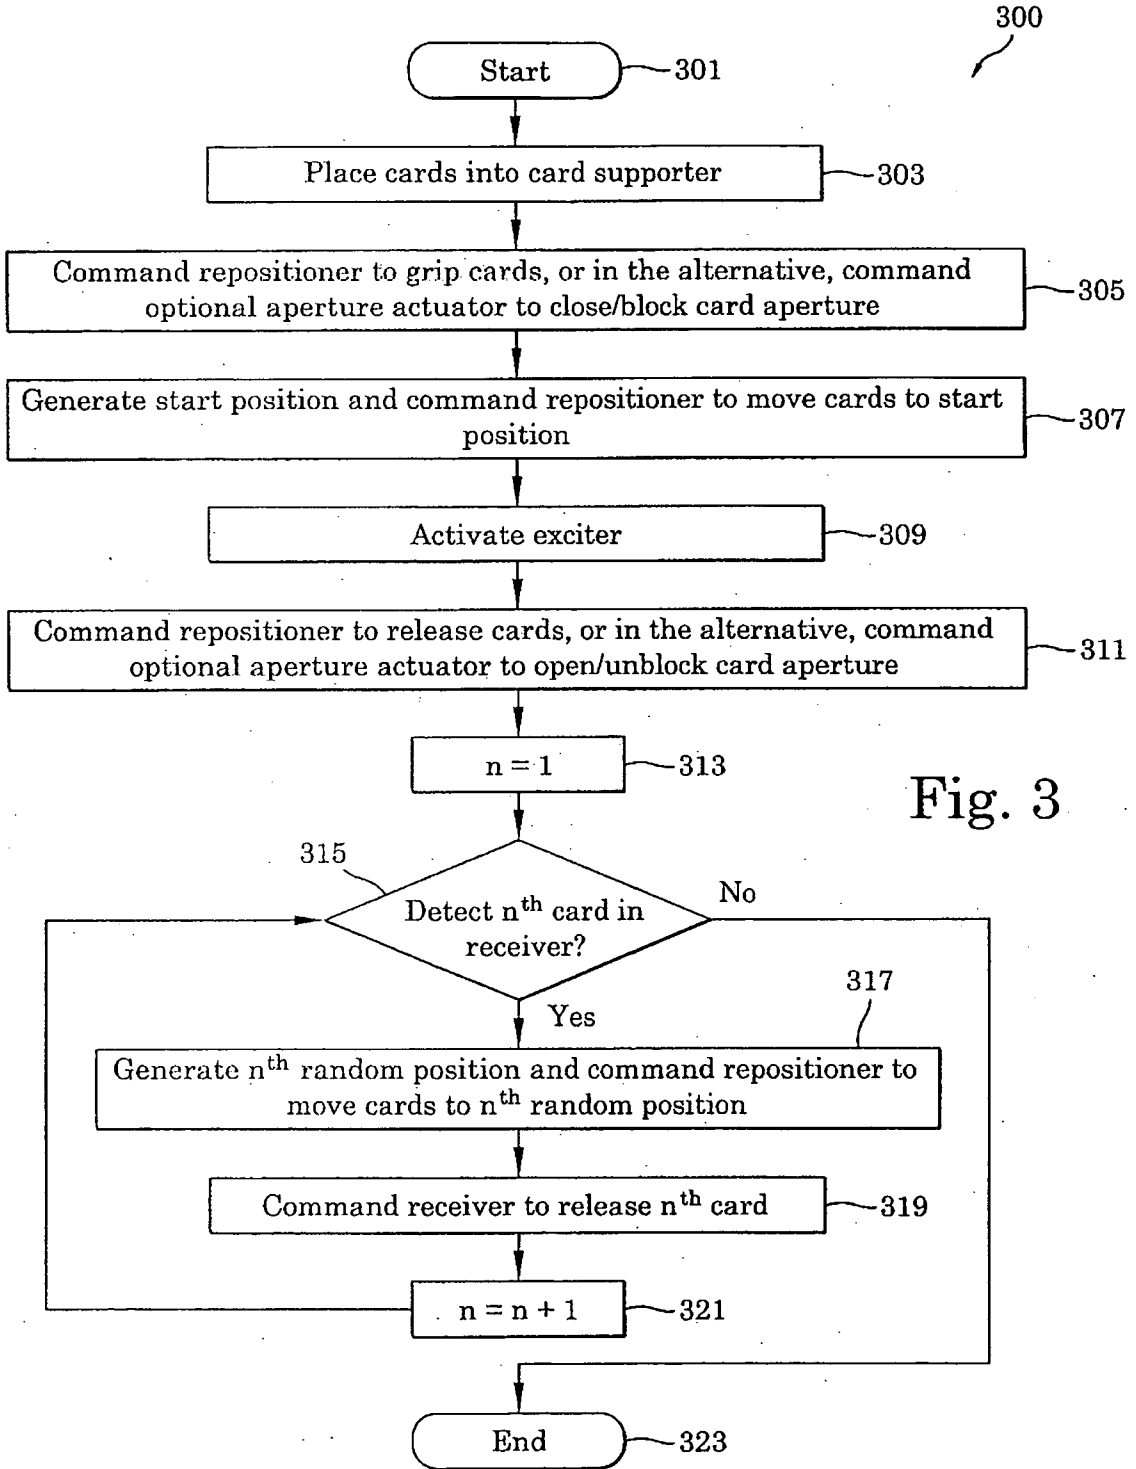 300
Start
301
Place cards into card supporter
303
Command repositioner to grip cards, or in the alternative, command
optional aperture actuator to close/block card aperture
305
Generate start position and command repositioner to move cards to start
position
307
Activate exciter
309
Command repositioner to release cards, or in the alternative, command
optional aperture actuator to open/unblock card aperture
311
n = 1
313
Fig. 3
315
Detect nth card in
receiver?
No
Yes
317
Generate nth random position and command repositioner to
move cards to nth random position
Command receiver to release nth card
319
n = n + 1
321
End
323